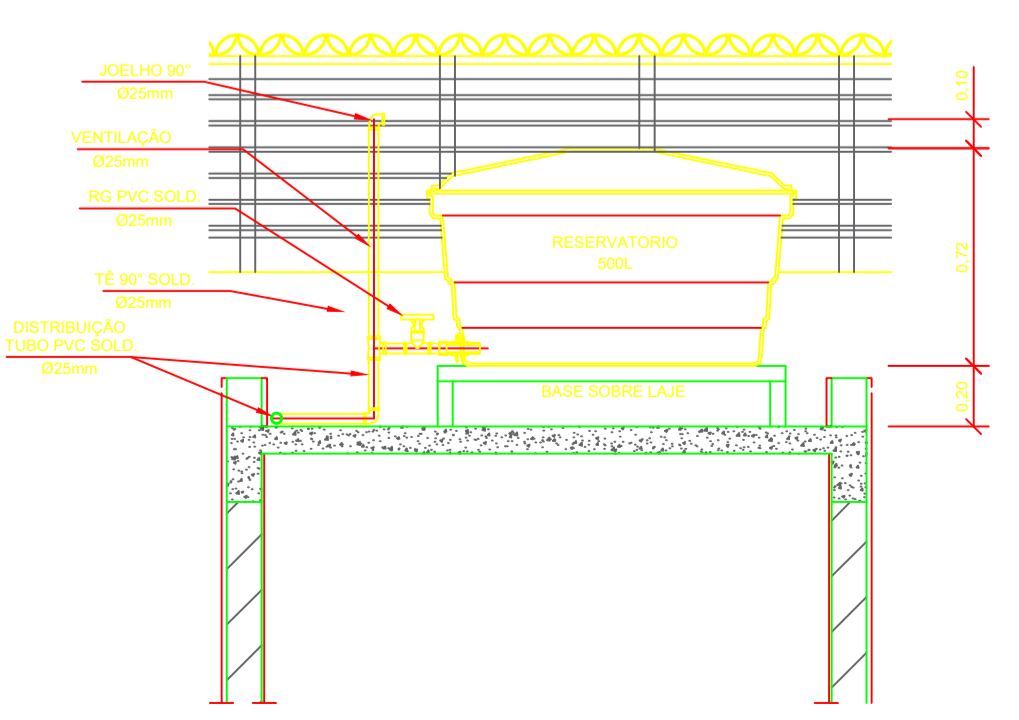 JOELHO 90°
Ø25mm
VENTILAÇÃO
Ø25mm
RG PVC SOLD.
Ø25mm
TÊ 90° SOLD.
Ø25mm
DISTRIBUIÇÃO
TUBO PVC SOLD.
Ø25mm
RESERVATORIO
500L
BASE SOBRE LAJE
0,10
0,72
0,20